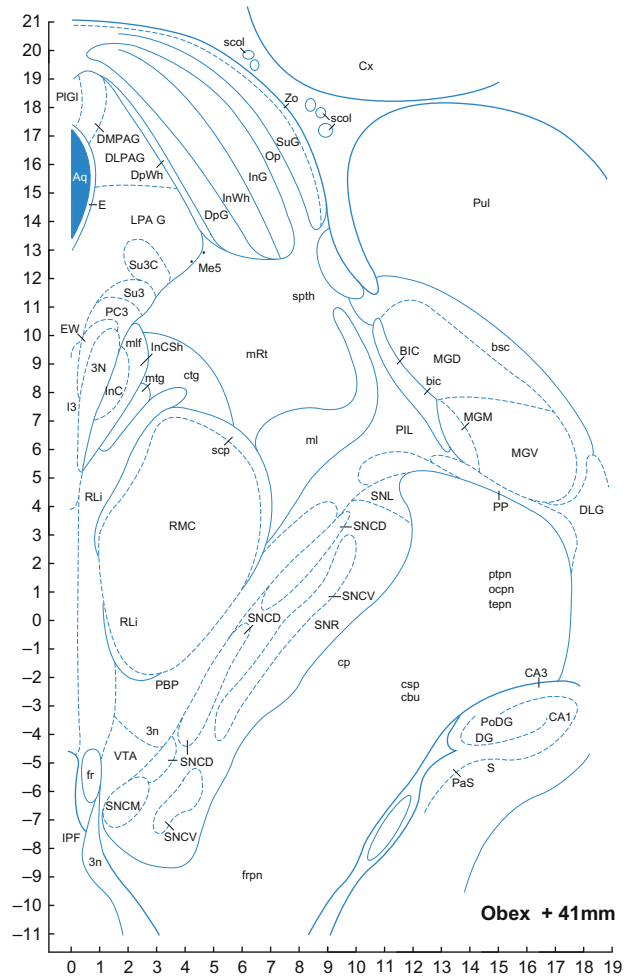 21
20
19
18
17
16
15
14
13
12
11
10
9
8
7
6
5
4
3
2
1
0
–1
–2
–3
–4
–5
–6
–7
–8
–9
–10
–11
scol
Cx
PlGl
Zo
scol
DMPAG
SuG
DLPAG
Op
DpWh
Aq
InG
InWh
E
Pul
LPA G
DpG
Su3C
Me5
Su3
spth
PC3
EW
mlf
InCSh
BIC
MGD
bsc
mRt
3N
mtg
ctg
bic
InC
I3
MGM
ml
PIL
scp
MGV
RLi
SNL
PP
DLG
RMC
SNCD
ptpn
ocpn
tepn
SNCV
RLi
SNCD
SNR
cp
PBP
csp
cbu
CA3
3n
PoDG
CA1
DG
VTA
SNCD
fr
S
PaS
SNCM
IPF
SNCV
3n
frpn
Obex + 41mm
0 1 2 3 4 5 6 7 8 9 10 11 12 13 14 15 16 17 18 19